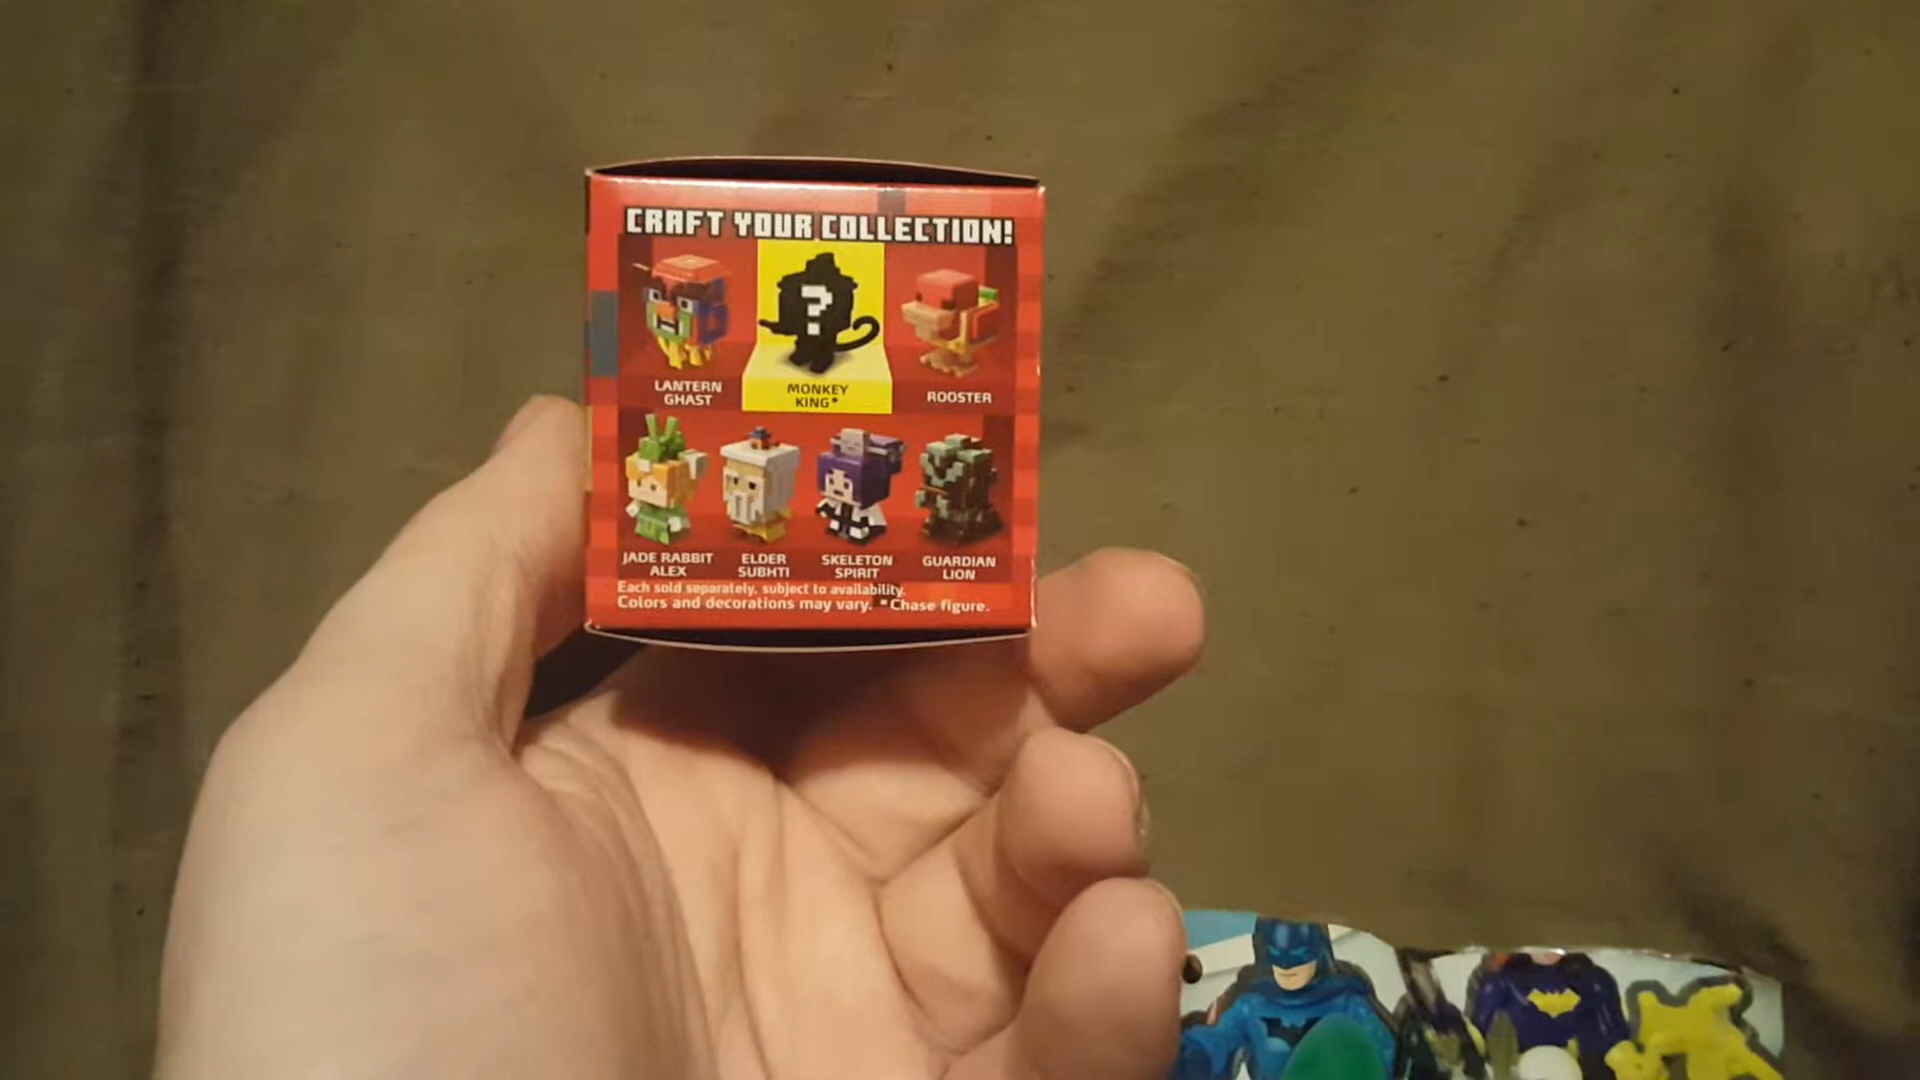 CRAFT YOUR COLLECTION!
?
LANTERN
GHAST
MONKEY
KING*
ROOSTER
JADE RABBIT
ALEX
ELDER
SUBHTI
SKELETON
SPIRIT
GUARDIAN
LION
Each sold separately, subject to availability.
Colors and decorations may vary. *Chase figure.